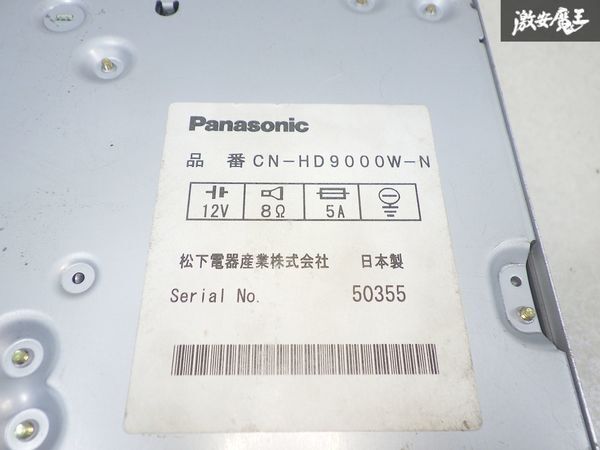 激安魔王
Panasonic
品 番 CN-HD9000W-N
12V 8Ω 5A
松下電器産業株式会社 日本製
Serial No. 50355